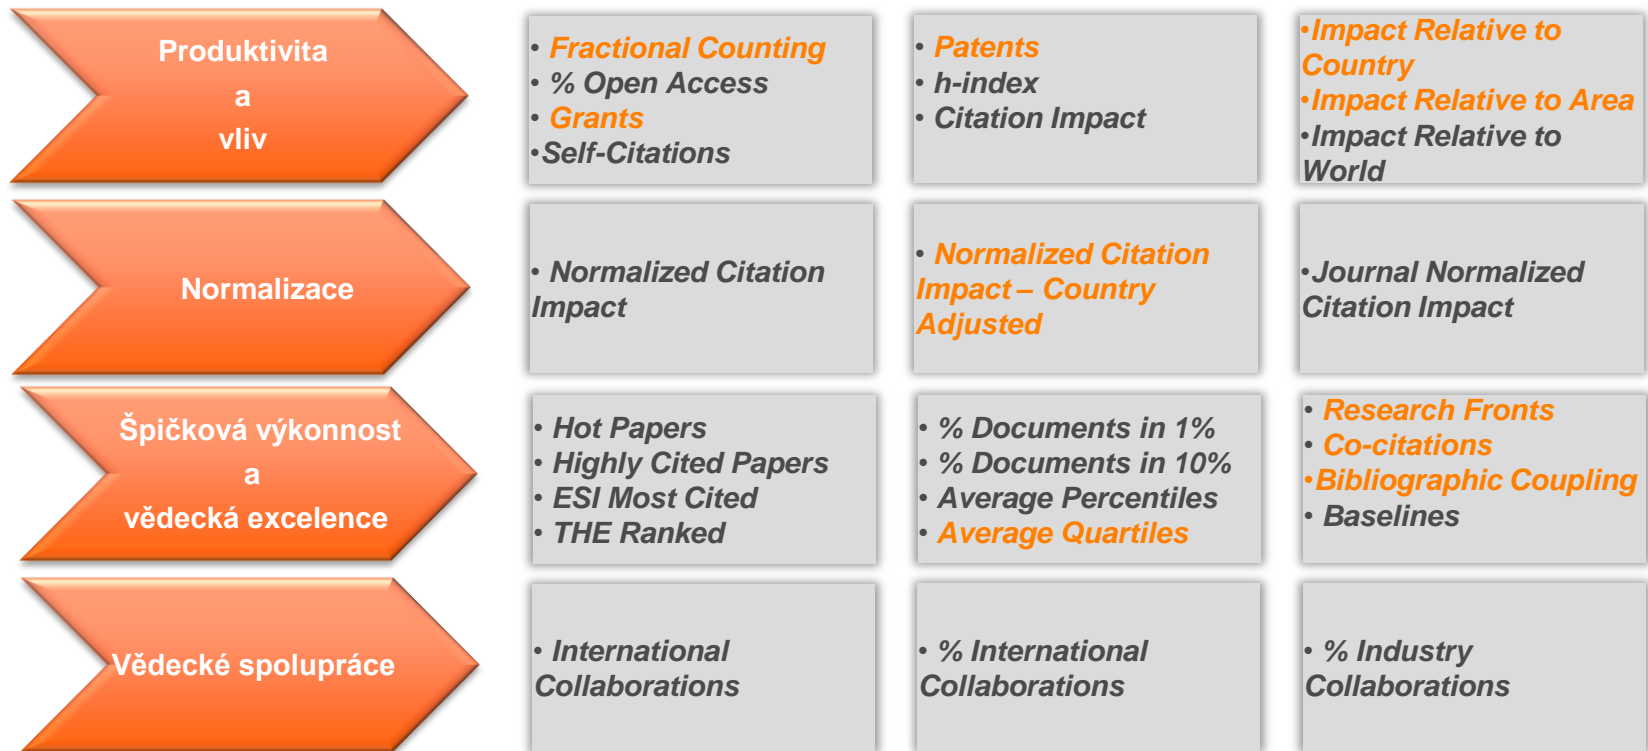 Produktivita
a
vliv
• Fractional Counting
• % Open Access
• Grants
•Self-Citations
• Patents
• h-index
• Citation Impact
•Impact Relative to
Country
•Impact Relative to Area
•Impact Relative to
World
Normalizace
• Normalized Citation
Impact
• Normalized Citation
Impact – Country
Adjusted
•Journal Normalized
Citation Impact
Špičková výkonnost
a
vědecká excelence
• Hot Papers
• Highly Cited Papers
• ESI Most Cited
• THE Ranked
• % Documents in 1%
• % Documents in 10%
• Average Percentiles
• Average Quartiles
• Research Fronts
• Co-citations
•Bibliographic Coupling
• Baselines
Vědecké spolupráce
• International
Collaborations
• % International
Collaborations
• % Industry
Collaborations